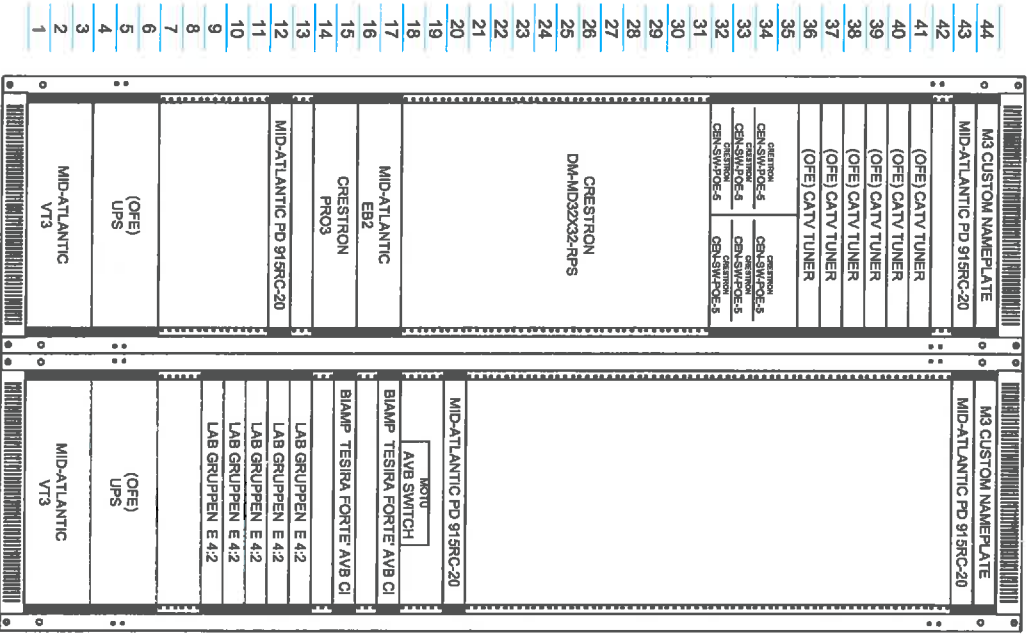 44
43
42
41
40
39
38
37
36
35
34
33
32
31
30
29
28
27
26
25
24
23
22
21
20
19
18
17
16
15
14
13
12
11
10
9
8
7
6
5
4
3
2
1
M3 CUSTOM NAMEPLATE
MID-ATLANTIC PD 915RC-20
(OFE) CATV TUNER
(OFE) CATV TUNER
(OFE) CATV TUNER
(OFE) CATV TUNER
(OFE) CATV TUNER
(OFE) CATV TUNER
CRESTRON
CEN-SW-POE-5
CRESTRON
CEN-SW-POE-5
CRESTRON
CEN-SW-POE-5
CRESTRON
CEN-SW-POE-5
CRESTRON
CEN-SW-POE-5
CRESTRON
CEN-SW-POE-5
CRESTRON
DM-MD32X32-RPS
MID-ATLANTIC
EB2
CRESTRON
PRO3
MID-ATLANTIC PD 915RC-20
(OFE)
UPS
MID-ATLANTIC
VT3
M3 CUSTOM NAMEPLATE
MID-ATLANTIC PD 915RC-20
MID-ATLANTIC PD 915RC-20
MOTU
AVB SWITCH
BIAMP TESIRA FORTE' AVB CI
BIAMP TESIRA FORTE' AVB CI
LAB GRUPPEN E 4:2
LAB GRUPPEN E 4:2
LAB GRUPPEN E 4:2
LAB GRUPPEN E 4:2
LAB GRUPPEN E 4:2
(OFE)
UPS
MID-ATLANTIC
VT3